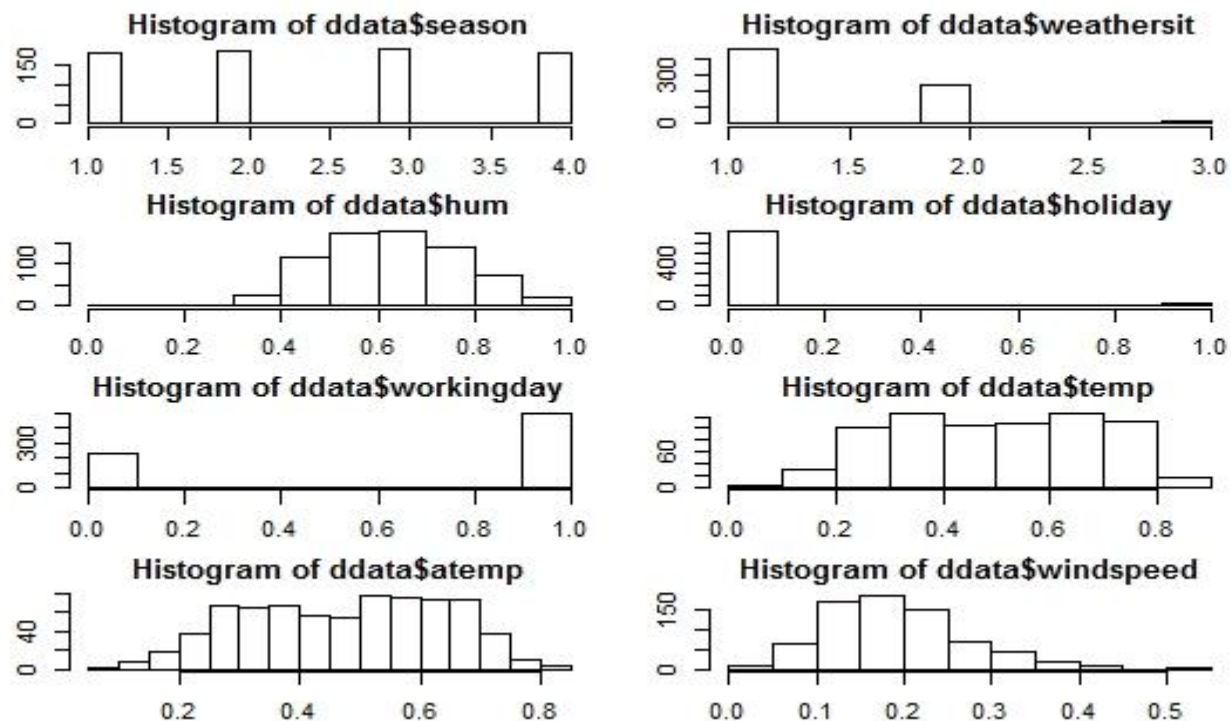 Histogram of ddata$season
150
0
1.0 1.5 2.0 2.5 3.0 3.5 4.0
Histogram of ddata$weathersit
300
0
1.0 1.5 2.0 2.5 3.0
Histogram of ddata$hum
100
0
0.0 0.2 0.4 0.6 0.8 1.0
Histogram of ddata$holiday
400
0
0.0 0.2 0.4 0.6 0.8 1.0
Histogram of ddata$workingday
300
0
0.0 0.2 0.4 0.6 0.8 1.0
Histogram of ddata$temp
60
0
0.0 0.2 0.4 0.6 0.8
Histogram of ddata$atemp
40
0
0.2 0.4 0.6 0.8
Histogram of ddata$windspeed
150
0
0.0 0.1 0.2 0.3 0.4 0.5